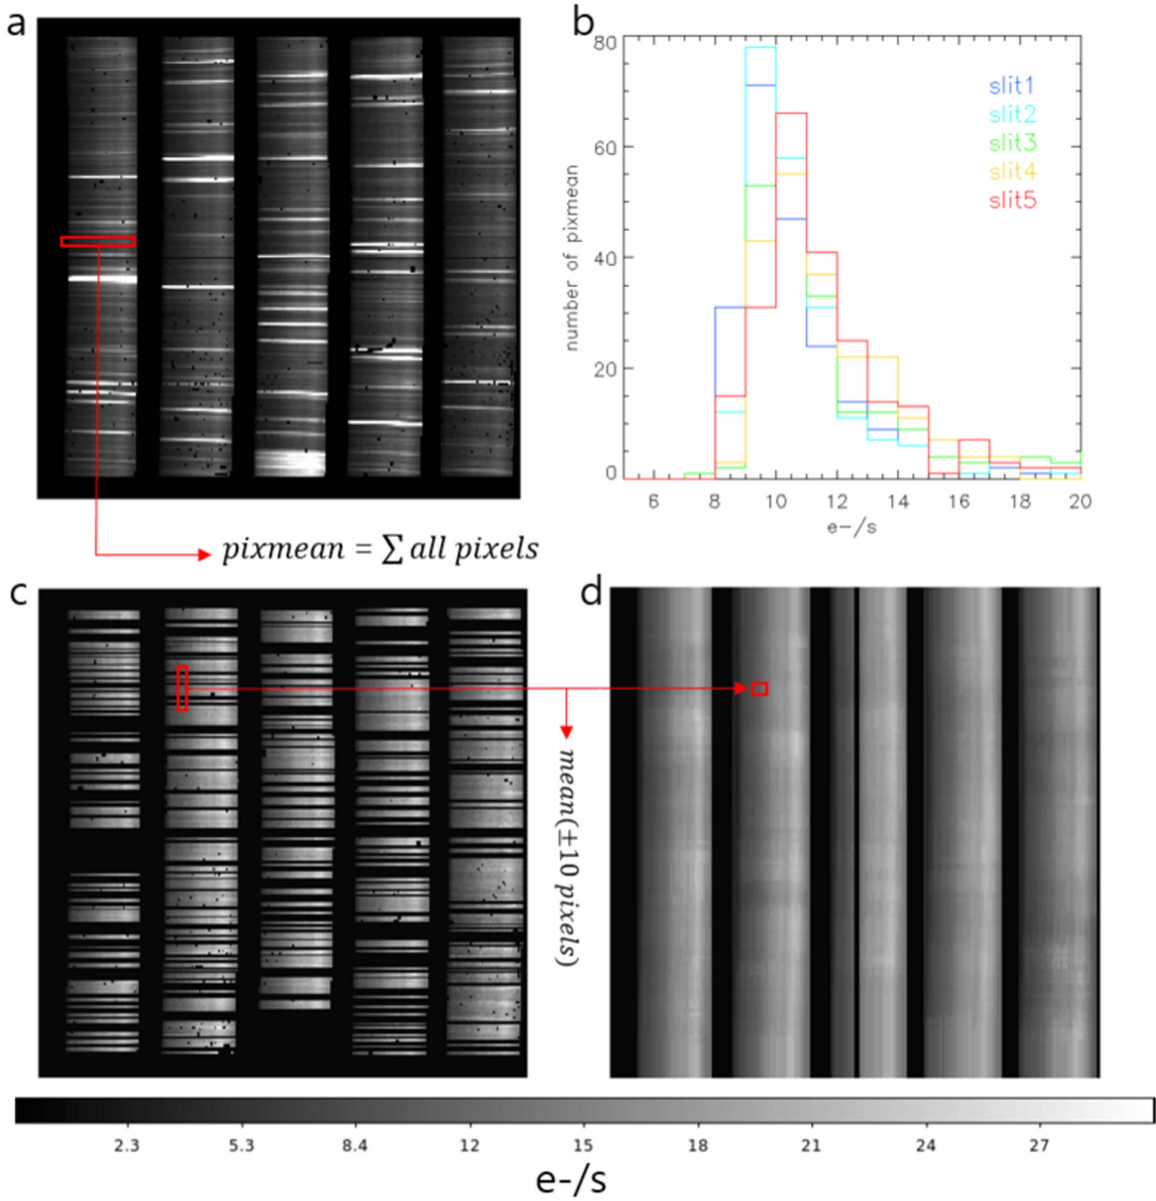 a
b
80
60
40
20
0
number of pixmean
slit1
slit2
slit3
slit4
slit5
6 8 10 12 14 16 18 20
e-/s
pixmean = ∑ all pixels
c
d
mean(±10 pixels)
2.3 5.3 8.4 12 15 18 21 24 27
e-/s